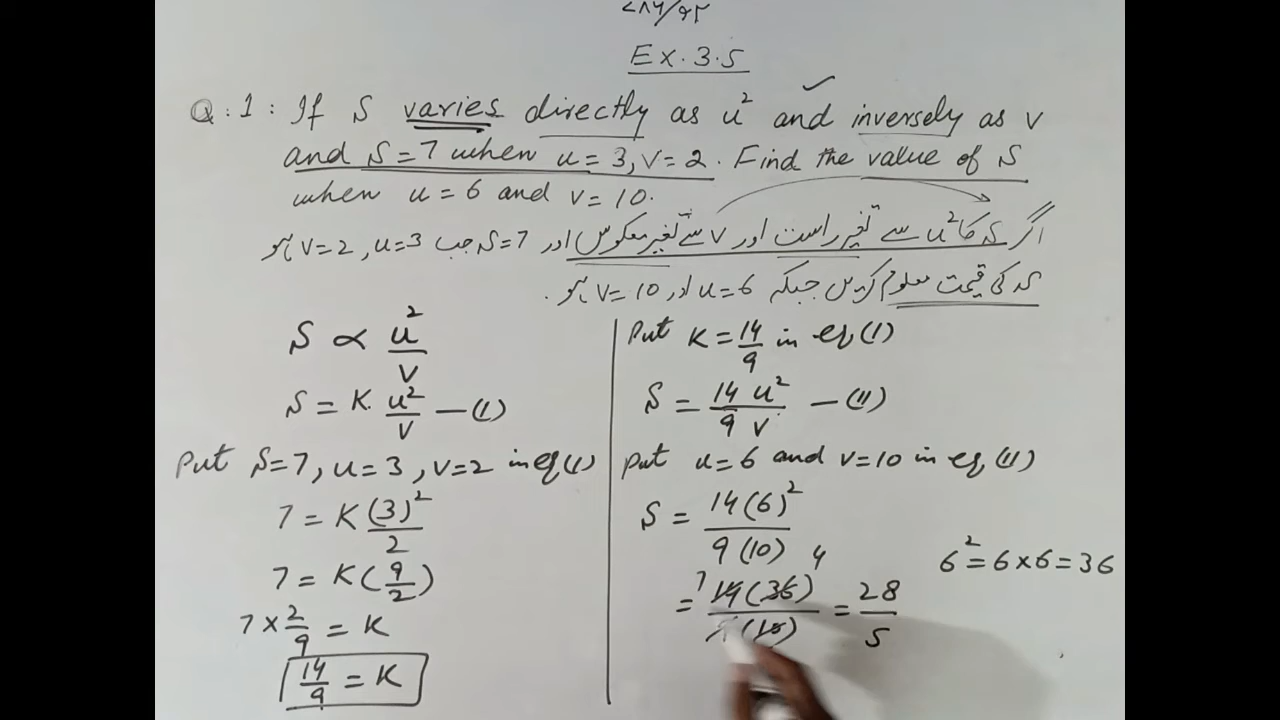 ۷۸۶/۹۲
Ex. 3.5
Q:1: If S varies directly as u² and inversely as v
and S=7 when u=3, v=2. Find the value of S
when u=6 and v=10.
اگر S کا u² سے تغیر راست اور v سے تغیر معکوس اور S=7 جب u=3, v=2 ہو
S کی قیمت معلوم کریں جبکہ u=6 اور v=10 ہو.
S ∝ u²/v
S = K. u²/v —(I)
Put S=7, u=3, v=2 in eq(I)
7 = K (3)²/2
7 = K(9/2)
7 × 2/9 = K
14/9 = K
Put K = 14/9 in eq(I)
S = 14 u²/9 v —(II)
Put u=6 and v=10 in eq(II)
S = 14(6)²/9(10)
6² = 6×6 = 36
7 4
= 14(36)/9(10) = 28/5